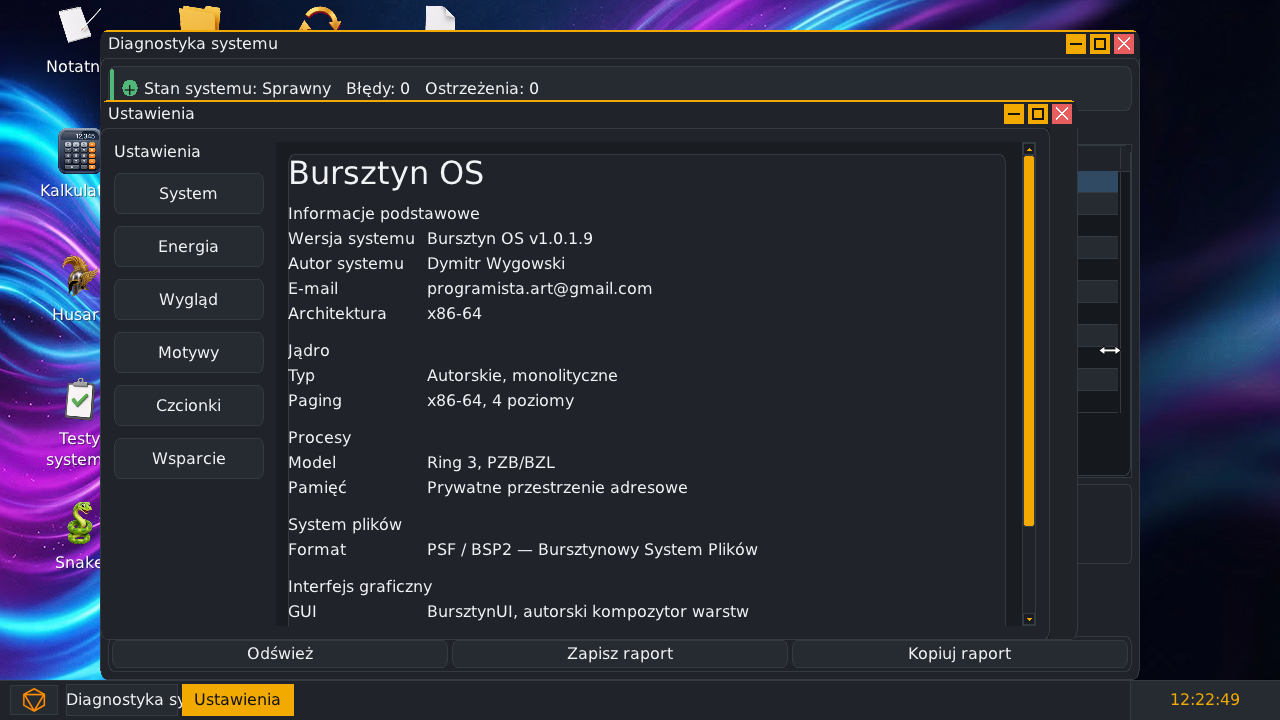 Notatn
Diagnostyka systemu
Stan systemu: Sprawny Błędy: 0 Ostrzeżenia: 0
Ustawienia
12,345
Kalkulat
Husar
Testy
system
Snake
Ustawienia
System
Energia
Wygląd
Motywy
Czcionki
Wsparcie
Bursztyn OS
Informacje podstawowe
Wersja systemu Bursztyn OS v1.0.1.9
Autor systemu Dymitr Wygowski
E-mail programista.art@gmail.com
Architektura x86-64
Jądro
Typ Autorskie, monolityczne
Paging x86-64, 4 poziomy
Procesy
Model Ring 3, PZB/BZL
Pamięć Prywatne przestrzenie adresowe
System plików
Format PSF / BSP2 — Bursztynowy System Plików
Interfejs graficzny
GUI BursztynUI, autorski kompozytor warstw
Odśwież Zapisz raport Kopiuj raport
Diagnostyka sy Ustawienia 12:22:49